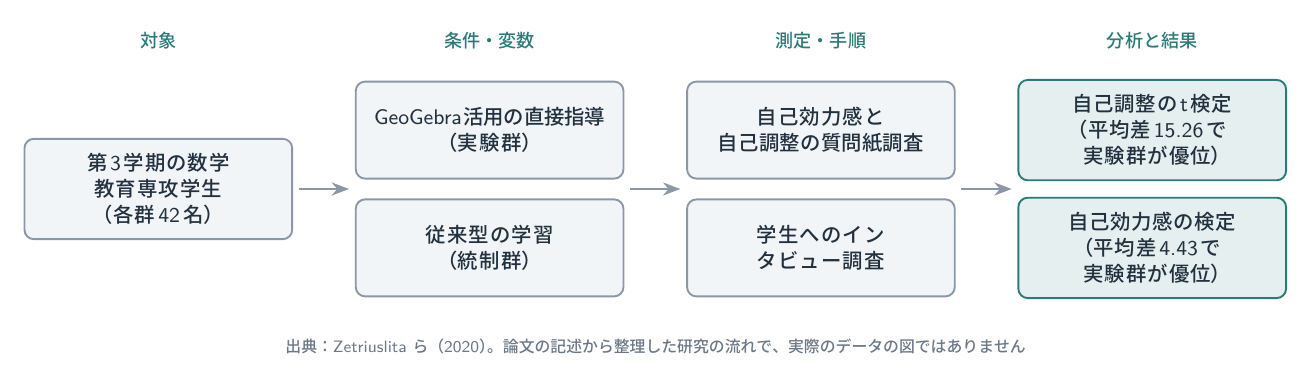 対象
条件・変数
測定・手順
分析と結果
第3学期の数学
教育専攻学生
（各群42名）
GeoGebra活用の直接指導
（実験群）
従来型の学習
（統制群）
自己効力感と
自己調整の質問紙調査
学生へのイン
タビュー調査
自己調整のt検定
（平均差15.26で
実験群が優位）
自己効力感の検定
（平均差4.43で
実験群が優位）
出典：Zetriuslita ら（2020）。論文の記述から整理した研究の流れで、実際のデータの図ではありません